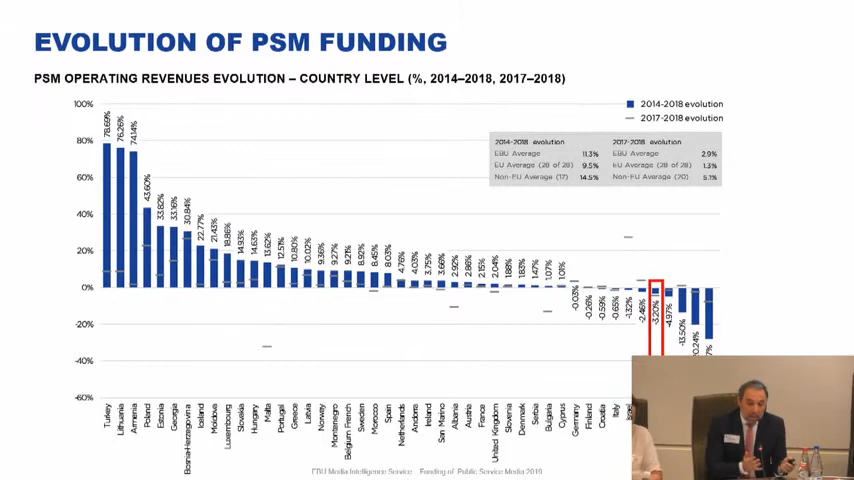 EVOLUTION OF PSM FUNDING
PSM OPERATING REVENUES EVOLUTION – COUNTRY LEVEL (%, 2014–2018, 2017–2018)
100%
80%
60%
40%
20%
0%
-20%
-40%
-60%
2014-2018 evolution
2017-2018 evolution
2014-2018 evolution 2017-2018 evolution
EBU Average 11.3% EBU Average 2.9%
EU Average (28 of 28) 9.5% EU Average (28 of 28) 1.3%
Non-EU Average (17) 14.5% Non-EU Average (20) 5.1%
78.69%
76.26%
74.14%
43.60%
33.82%
33.16%
30.84%
22.77%
21.43%
18.86%
14.93%
14.63%
13.62%
12.51%
10.80%
10.02%
9.36%
9.27%
9.21%
8.92%
8.45%
8.03%
4.76%
4.03%
3.75%
3.66%
2.92%
2.86%
2.15%
2.04%
1.88%
1.83%
1.47%
1.07%
1.01%
-0.03%
-0.26%
-0.59%
-0.65%
-1.32%
-2.46%
-3.20%
-4.97%
-13.50%
Turkey
Lithuania
Armenia
Poland
Estonia
Georgia
Bosnia-Herzegovina
Iceland
Moldova
Luxembourg
Slovakia
Hungary
Malta
Portugal
Greece
Latvia
Norway
Montenegro
Belgium French
Sweden
Morocco
Spain
Netherlands
Andorra
Ireland
San Marino
Albania
Austria
France
United Kingdom
Slovenia
Denmark
Serbia
Bulgaria
Cyprus
Germany
Finland
Croatia
Italy
Israel
EBU Media Intelligence Service – Funding of Public Service Media 2019